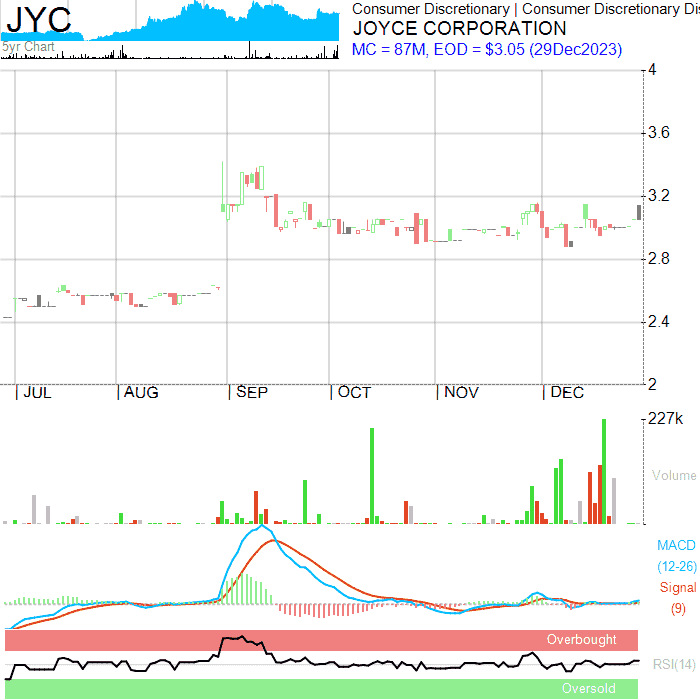 JYC
5yr Chart
Consumer Discretionary | Consumer Discretionary Dis
JOYCE CORPORATION
MC = 87M, EOD = $3.05 (29Dec2023)
4
3.6
3.2
2.8
2.4
2
JUL AUG SEP OCT NOV DEC
227k
Volume
MACD
(12-26)
Signal
(9)
Overbought
RSI(14)
Oversold